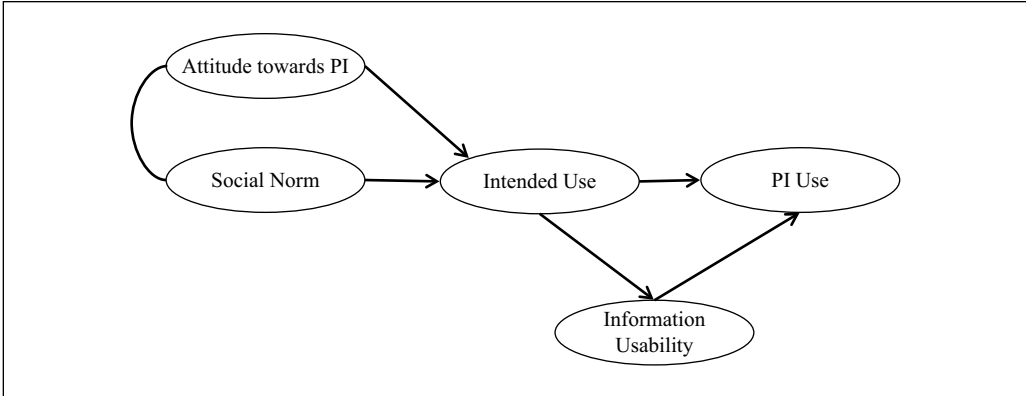 Attitude towards PI
Social Norm
Intended Use
PI Use
Information
Usability